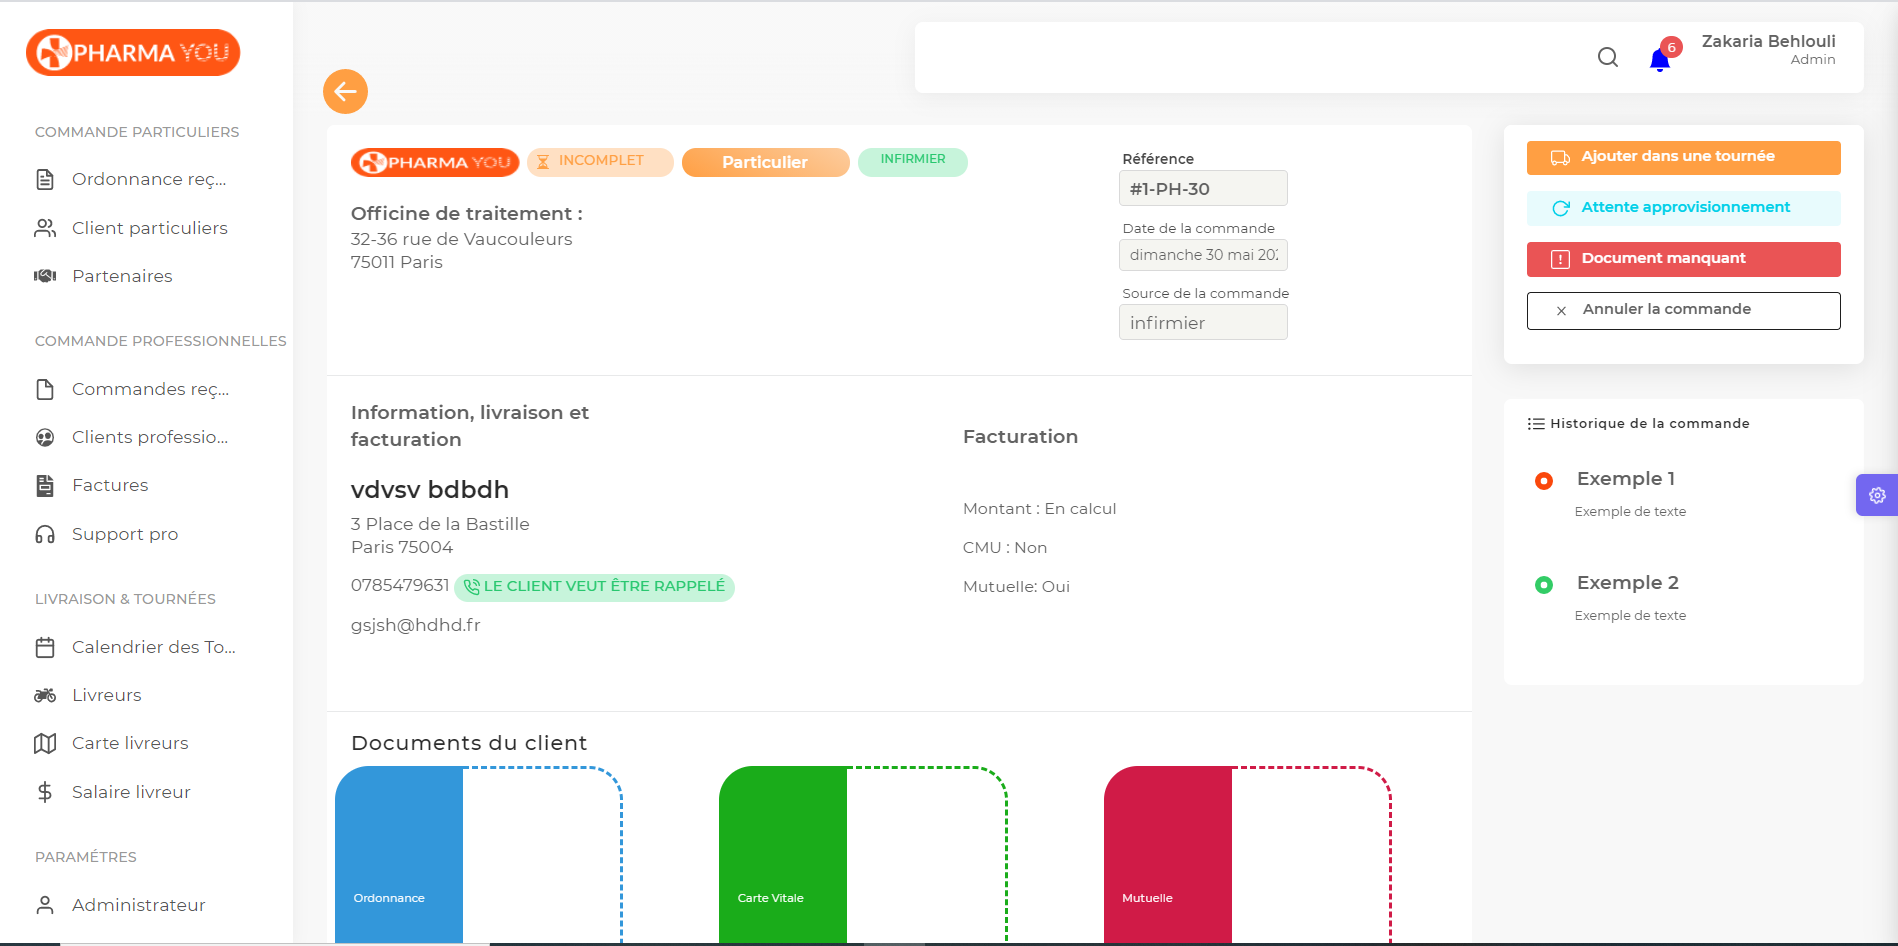 PHARMA YOU
COMMANDE PARTICULIERS
Ordonnance reç...
Client particuliers
Partenaires
COMMANDE PROFESSIONNELLES
Commandes reç...
Clients professio...
Factures
Support pro
LIVRAISON & TOURNÉES
Calendrier des To...
Livreurs
Carte livreurs
Salaire livreur
PARAMÉTRES
Administrateur
6
Zakaria Behlouli
Admin
PHARMA YOU
INCOMPLET
Particulier
INFIRMIER
Officine de traitement :
32-36 rue de Vaucouleurs
75011 Paris
Référence
#1-PH-30
Date de la commande
dimanche 30 mai 202
Source de la commande
infirmier
Information, livraison et
facturation
vdvsv bdbdh
3 Place de la Bastille
Paris 75004
0785479631 LE CLIENT VEUT ÊTRE RAPPELÉ
gsjsh@hdhd.fr
Facturation
Montant : En calcul
CMU : Non
Mutuelle: Oui
Documents du client
Ordonnance
Carte Vitale
Mutuelle
Ajouter dans une tournée
Attente approvisionnement
Document manquant
Annuler la commande
Historique de la commande
Exemple 1
Exemple de texte
Exemple 2
Exemple de texte